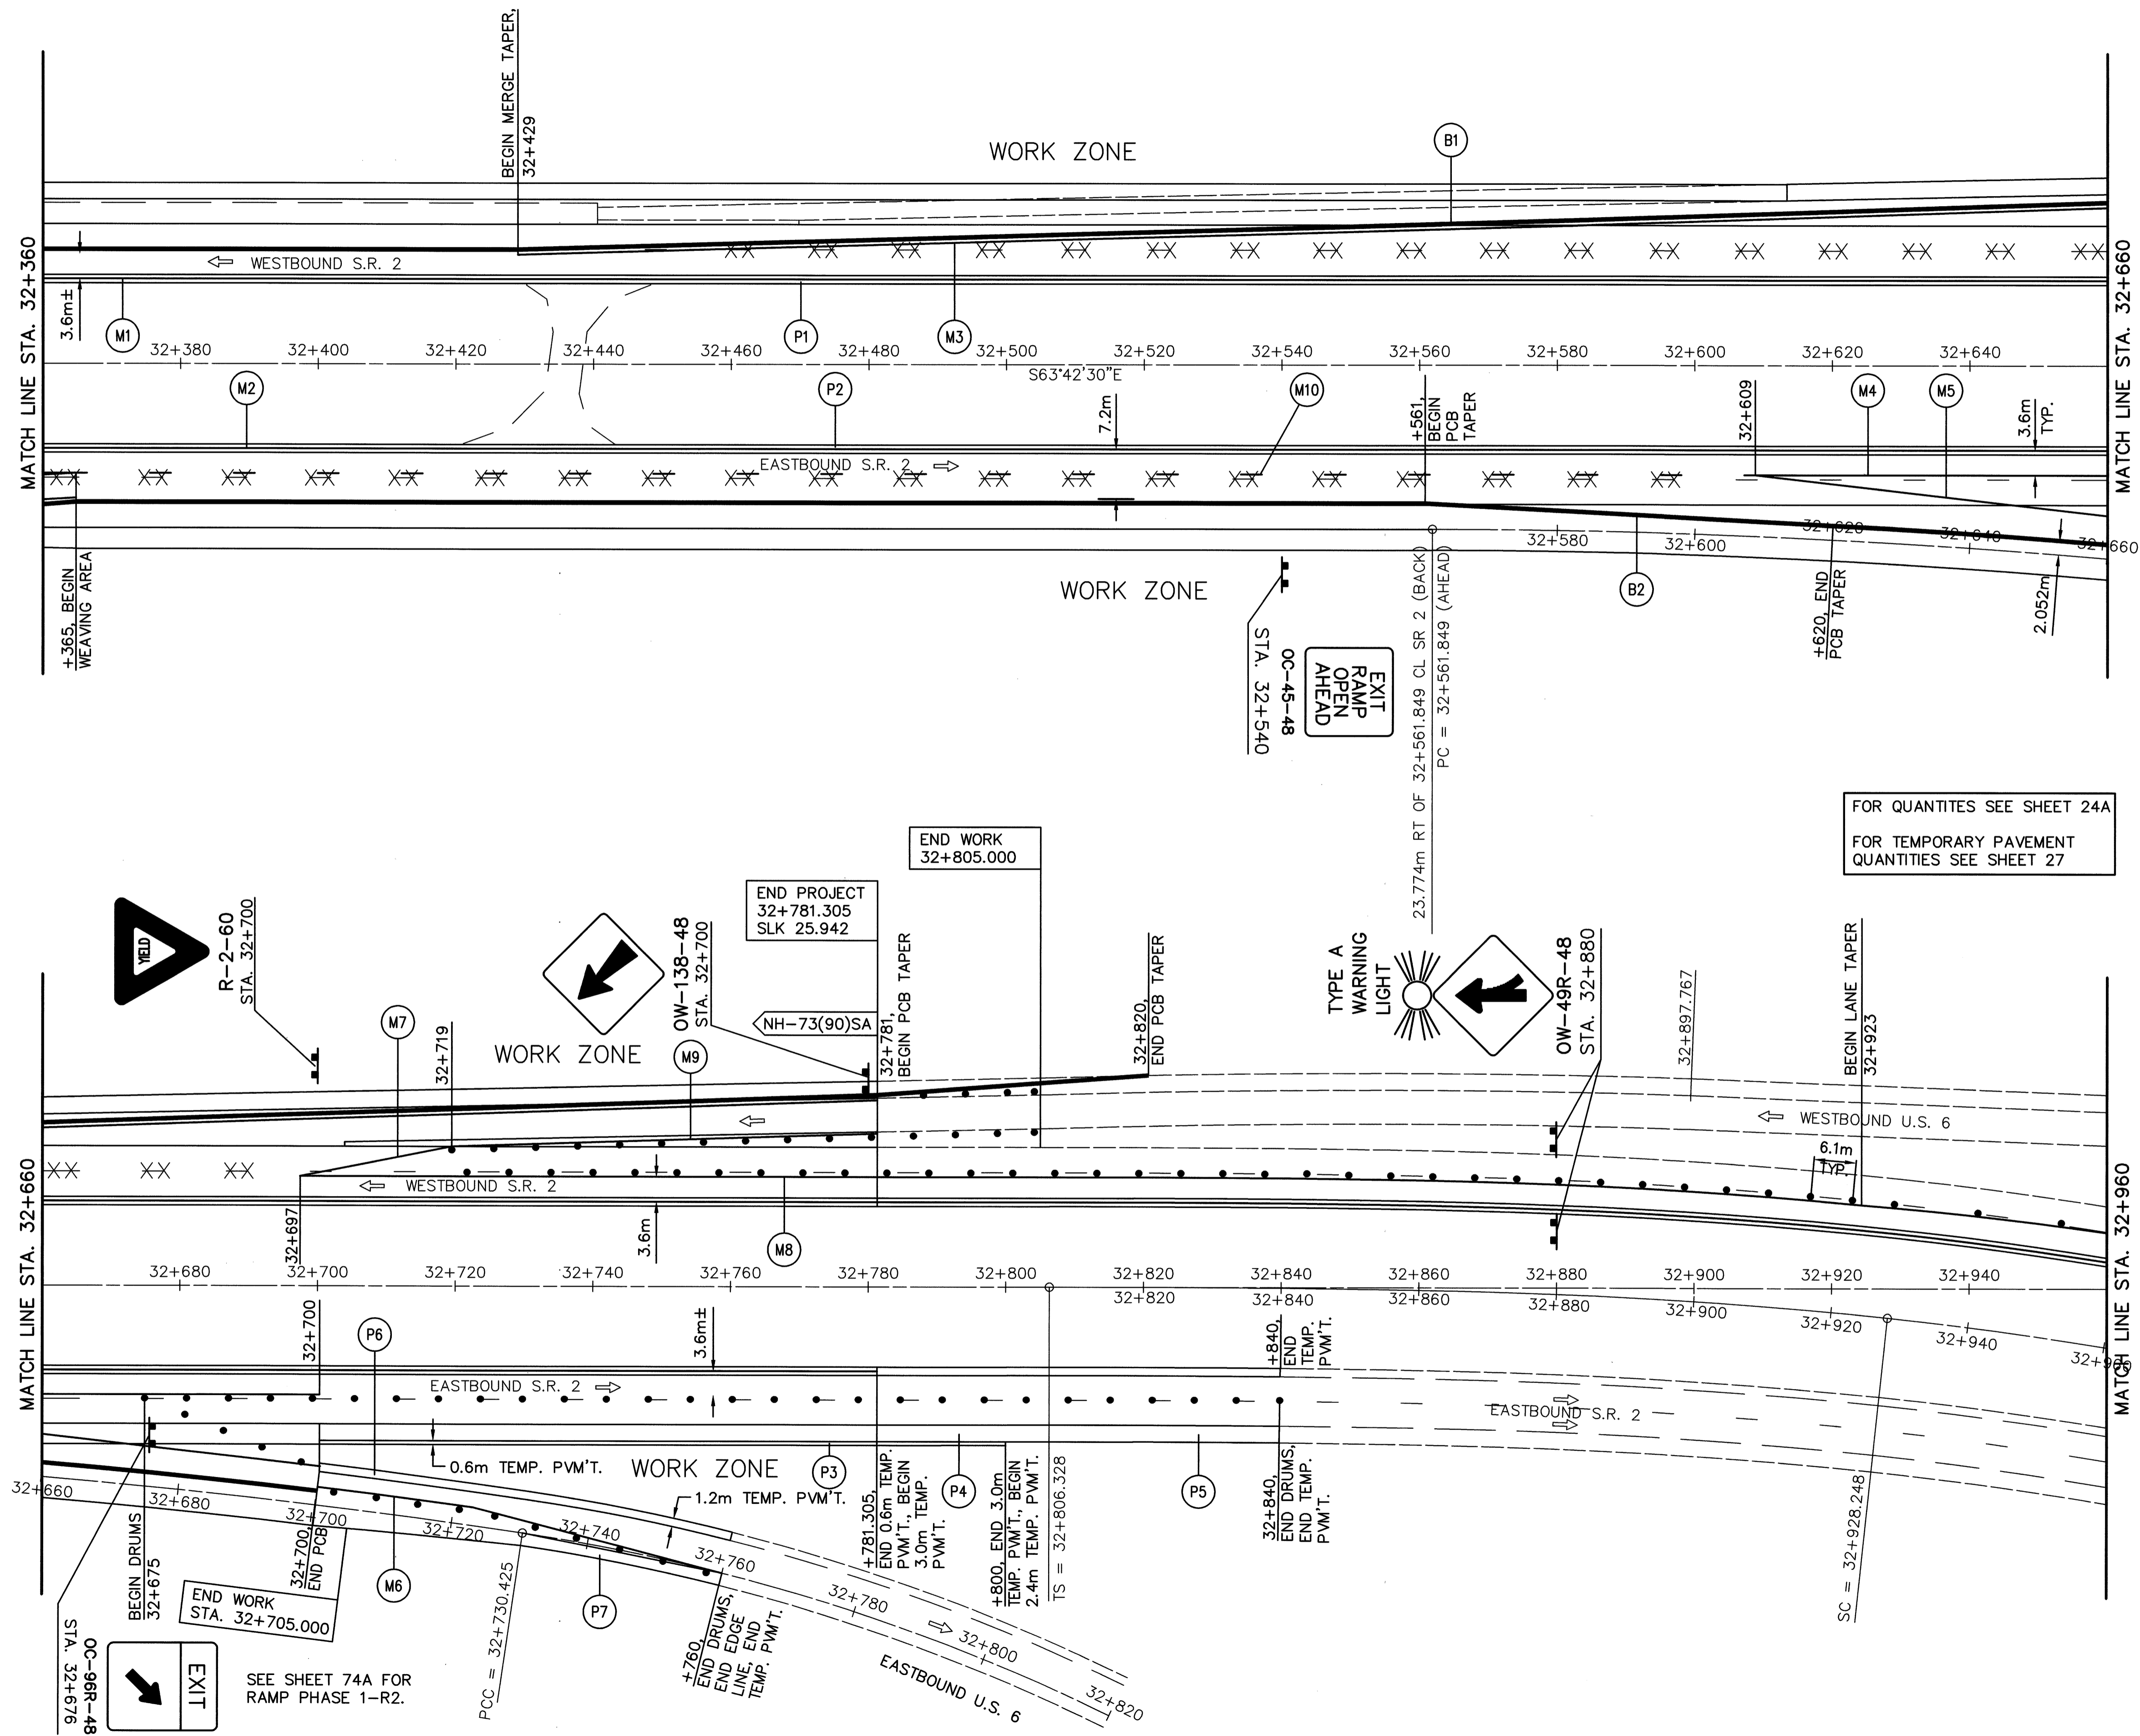 BEGIN MERGE TAPER,
32+429
WORK ZONE
B1
MATCH LINE STA. 32+360
MATCH LINE STA. 32+660
WESTBOUND S.R. 2
3.6m±
M1
P1
M3
32+380
32+400
32+420
32+440
32+460
32+480
32+500
32+520
32+540
32+560
32+580
32+600
32+620
32+640
S63°42'30"E
M2
P2
M10
M4
M5
7.2m
+561,
BEGIN
PCB
TAPER
32+609
3.6m
TYP.
EASTBOUND S.R. 2
32+580
32+600
32+620
32+640
32+660
+365, BEGIN
WEAVING AREA
WORK ZONE
B2
+620, END
PCB TAPER
2.052m
STA. 32+540
OC-45-48
EXIT
RAMP
OPEN
AHEAD
23.774m RT OF 32+561.849 CL SR 2 (BACK)
PC = 32+561.849 (AHEAD)
FOR QUANTITES SEE SHEET 24A
FOR TEMPORARY PAVEMENT
QUANTITIES SEE SHEET 27
END WORK
32+805.000
END PROJECT
32+781.305
SLK 25.942
YIELD
R-2-60
STA. 32+700
OW-138-48
STA. 32+700
NH-73(90)SA
32+781,
BEGIN PCB TAPER
32+820,
END PCB TAPER
TYPE A
WARNING
LIGHT
OW-49R-48
STA. 32+880
32+897.767
BEGIN LANE TAPER
32+923
M7
32+719
WORK ZONE
M9
MATCH LINE STA. 32+660
MATCH LINE STA. 32+960
WESTBOUND U.S. 6
6.1m
TYP.
WESTBOUND S.R. 2
32+697
3.6m
M8
32+680
32+700
32+720
32+740
32+760
32+780
32+800
32+820
32+840
32+860
32+880
32+900
32+920
32+940
32+820
32+840
32+860
32+880
32+900
32+920
32+940
32+960
32+700
P6
3.6m±
+840,
END
TEMP.
PVM'T.
EASTBOUND S.R. 2
EASTBOUND S.R. 2
0.6m TEMP. PVM'T.
WORK ZONE
P3
P4
P5
1.2m TEMP. PVM'T.
32+660
32+680
32+700
32+720
32+740
32+760
32+780
32+800
32+820
BEGIN DRUMS
32+675
32+700,
END PCB
END WORK
STA. 32+705.000
M6
PCC = 32+730.425
P7
+760,
END DRUMS,
END EDGE
LINE, END
TEMP. PVM'T.
+781.305,
END 0.6m TEMP.
PVM'T., BEGIN
3.0m TEMP.
PVM'T.
+800, END 3.0m
TEMP. PVM'T., BEGIN
2.4m TEMP. PVM'T.
TS = 32+806.328
32+840,
END DRUMS,
END TEMP.
PVM'T.
SC = 32+928.248
EASTBOUND U.S. 6
STA. 32+676
OC-96R-48
EXIT
SEE SHEET 74A FOR
RAMP PHASE 1-R2.